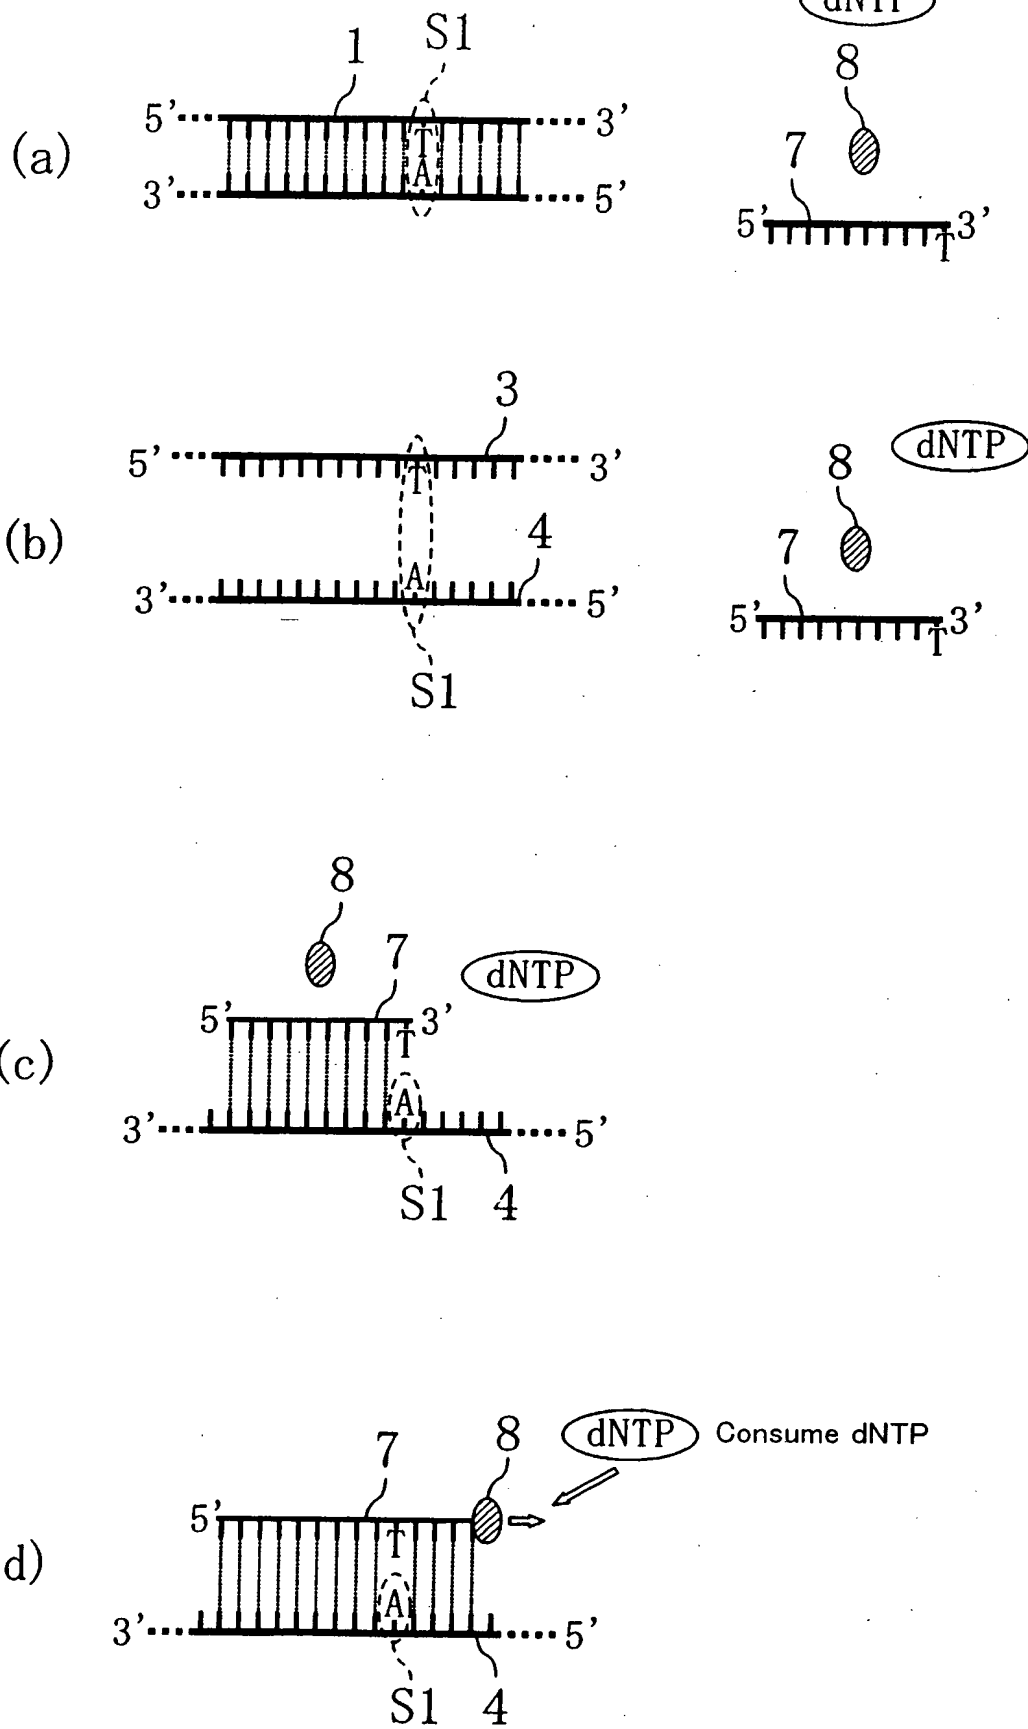 dNTP
1 S1
8
5' 3'
(a) T 7
A
3' 5' 5' 3'
T
3
dNTP
5' 3' 8
T
(b) 4 7
A
3' 5' 5' 3'
T
S1
8
7 dNTP
5' 3'
T
(c)
A
3' 5'
S1 4
7 8 dNTP Consume dNTP
5'
T
d)
A
3' 5'
S1 4